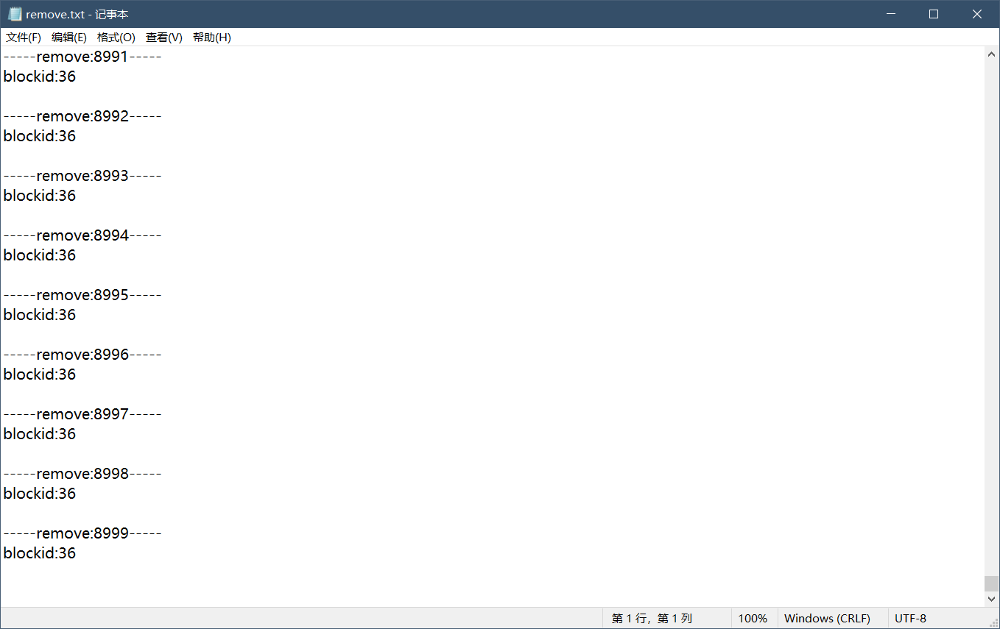 remove.txt - 记事本
文件(F) 编辑(E) 格式(O) 查看(V) 帮助(H)
-----remove:8991-----
blockid:36
-----remove:8992-----
blockid:36
-----remove:8993-----
blockid:36
-----remove:8994-----
blockid:36
-----remove:8995-----
blockid:36
-----remove:8996-----
blockid:36
-----remove:8997-----
blockid:36
-----remove:8998-----
blockid:36
-----remove:8999-----
blockid:36
第 1 行，第 1 列 100% Windows (CRLF) UTF-8